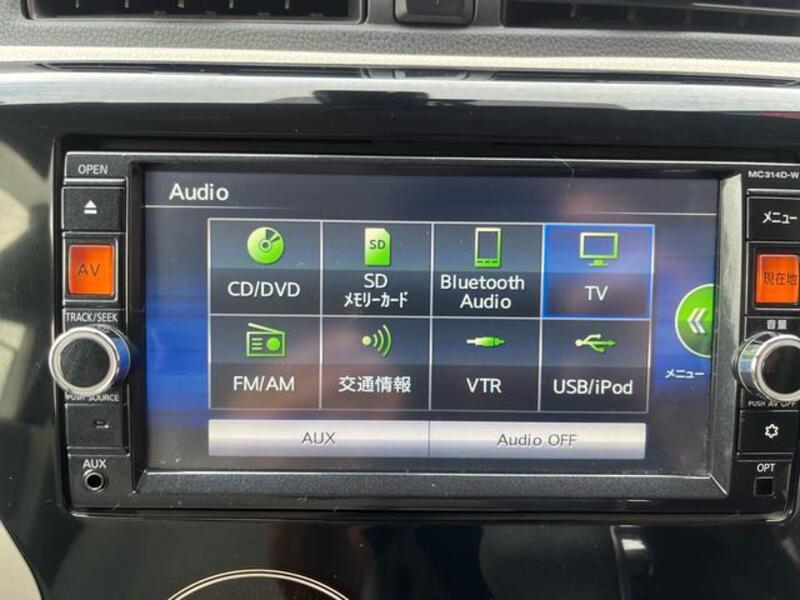 OPEN
MC314D-W
Audio
メニュー
AV
SD
CD/DVD
SD
メモリーカード
Bluetooth
Audio
TV
現在地
TRACK/SEEK
音量
FM/AM
交通情報
VTR
USB/iPod
メニュー
PUSH SOURCE
PUSH AV OFF
AUX
Audio OFF
AUX
OPT